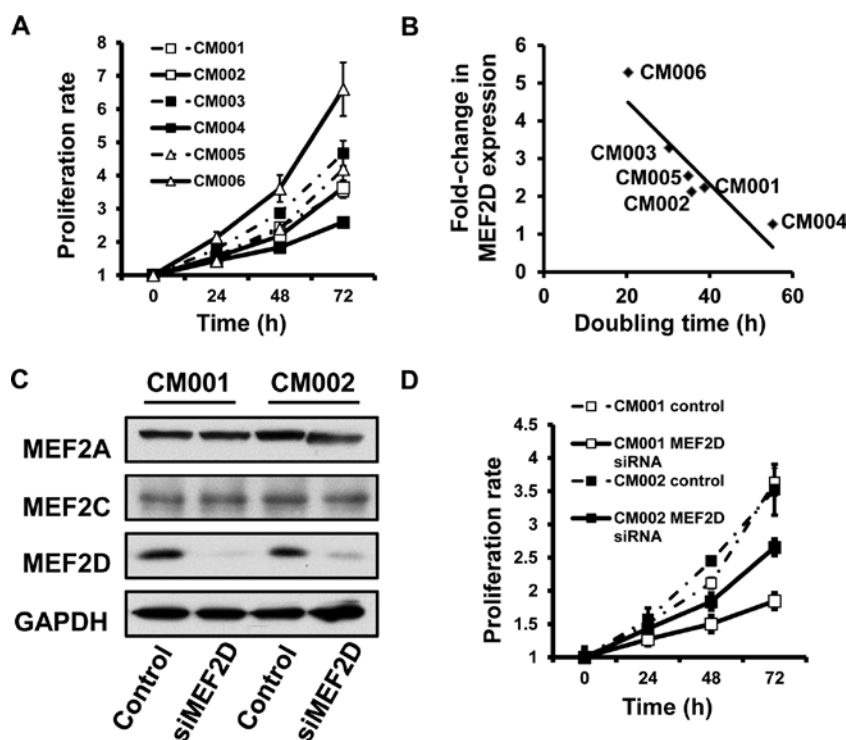 A
Proliferation rate
8
7
6
5
4
3
2
1
CM001
CM002
CM003
CM004
CM005
CM006
0 24 48 72
Time (h)
B
Fold-change in
MEF2D expression
6
5
4
3
2
1
0
CM006
CM003
CM005
CM001
CM002
CM004
0 20 40 60
Doubling time (h)
C
CM001 CM002
MEF2A
MEF2C
MEF2D
GAPDH
Control
siMEF2D
Control
siMEF2D
D
CM001 control
CM001 MEF2D
siRNA
CM002 control
CM002 MEF2D
siRNA
Proliferation rate
4.5
4
3.5
3
2.5
2
1.5
1
0 24 48 72
Time (h)